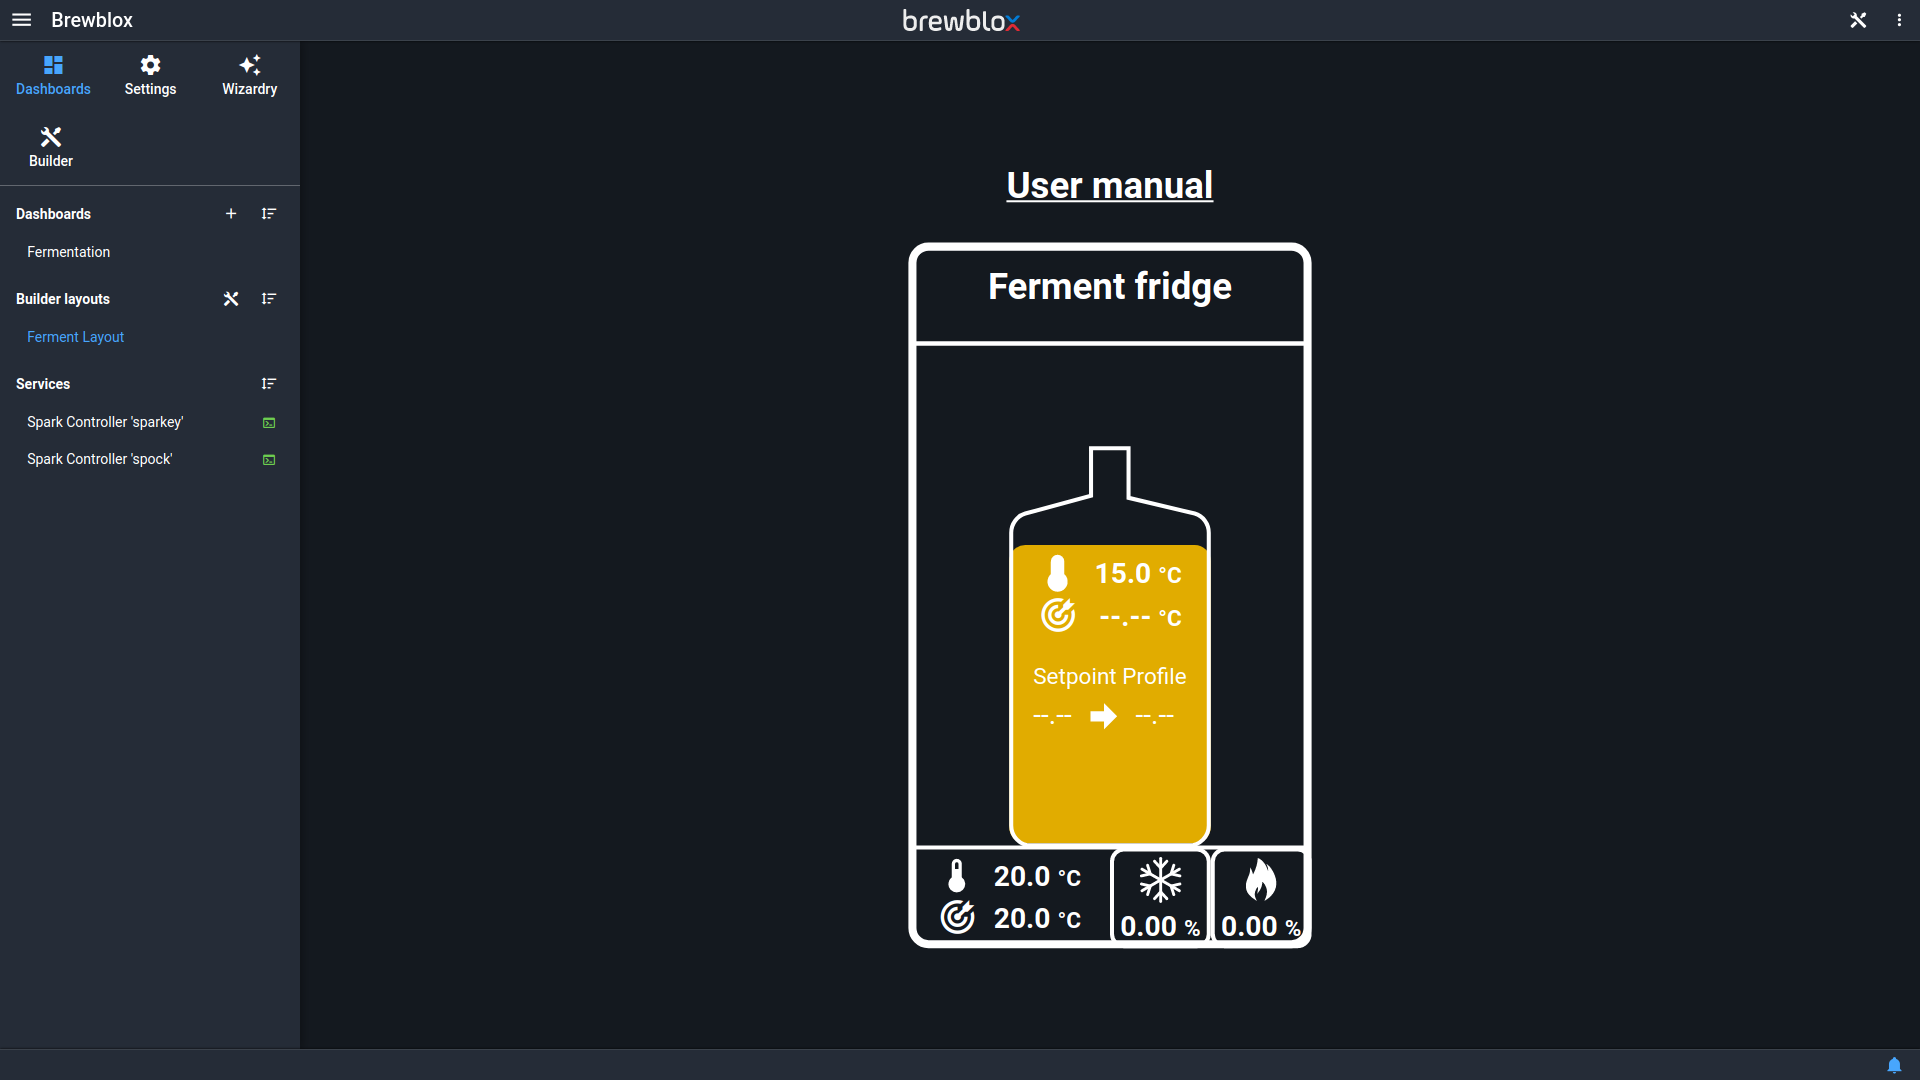 Brewblox
brewblox
Dashboards
Settings
Wizardry
Builder
Dashboards
Fermentation
Builder layouts
Ferment Layout
Services
Spark Controller 'sparkey'
Spark Controller 'spock'
User manual
Ferment fridge
15.0 °C
--.-- °C
Setpoint Profile
--.-- --.--
20.0 °C
20.0 °C
0.00 %
0.00 %